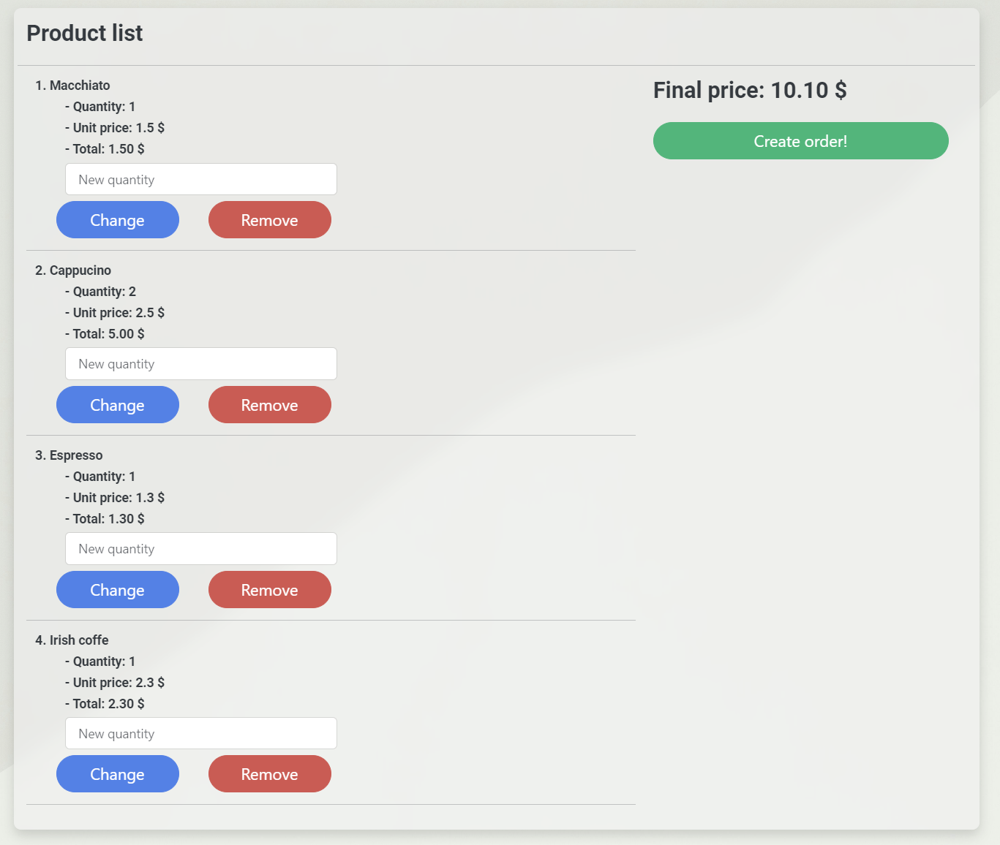 Product list
1. Macchiato
- Quantity: 1
- Unit price: 1.5 $
- Total: 1.50 $
New quantity
Change Remove
2. Cappucino
- Quantity: 2
- Unit price: 2.5 $
- Total: 5.00 $
New quantity
Change Remove
3. Espresso
- Quantity: 1
- Unit price: 1.3 $
- Total: 1.30 $
New quantity
Change Remove
4. Irish coffe
- Quantity: 1
- Unit price: 2.3 $
- Total: 2.30 $
New quantity
Change Remove
Final price: 10.10 $
Create order!